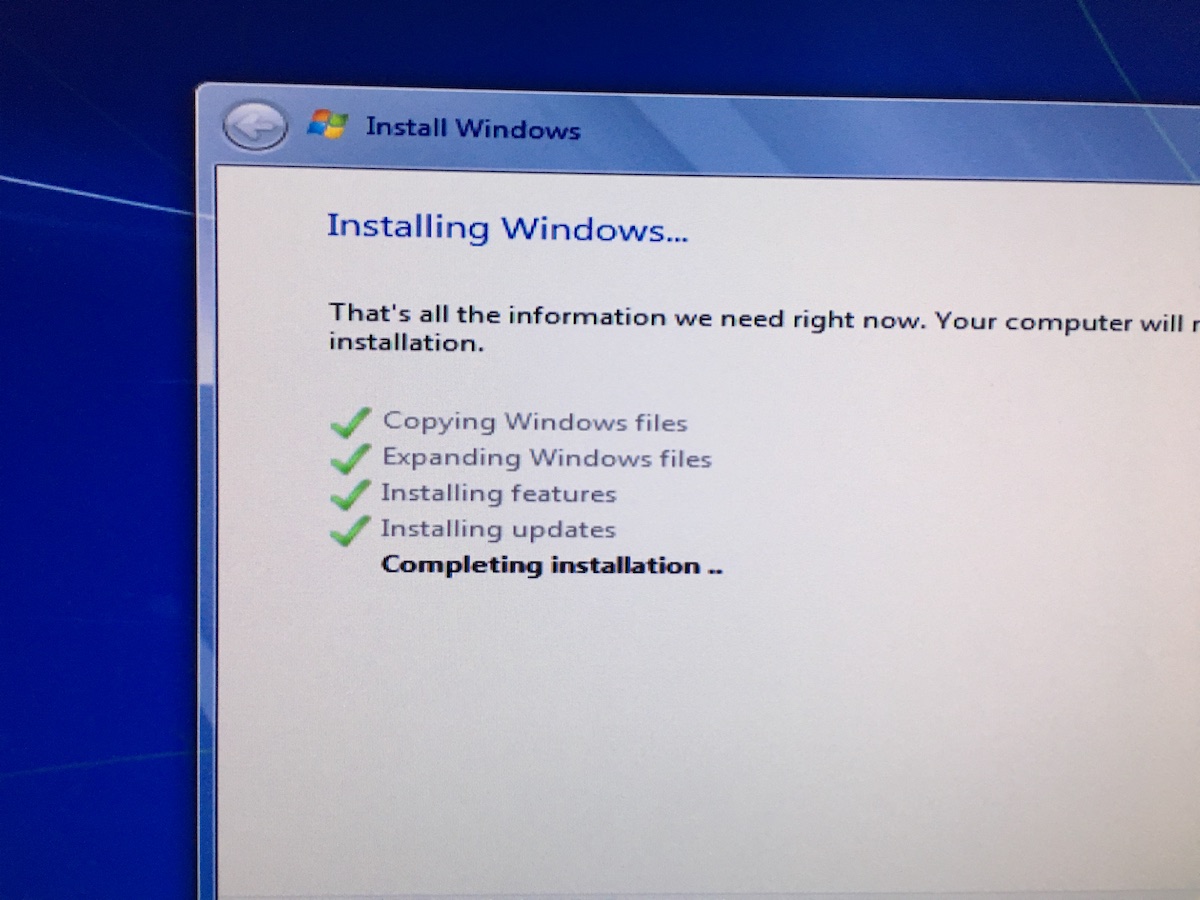 Install Windows
Installing Windows...
That's all the information we need right now. Your computer will
installation.
Copying Windows files
Expanding Windows files
Installing features
Installing updates
Completing installation ..